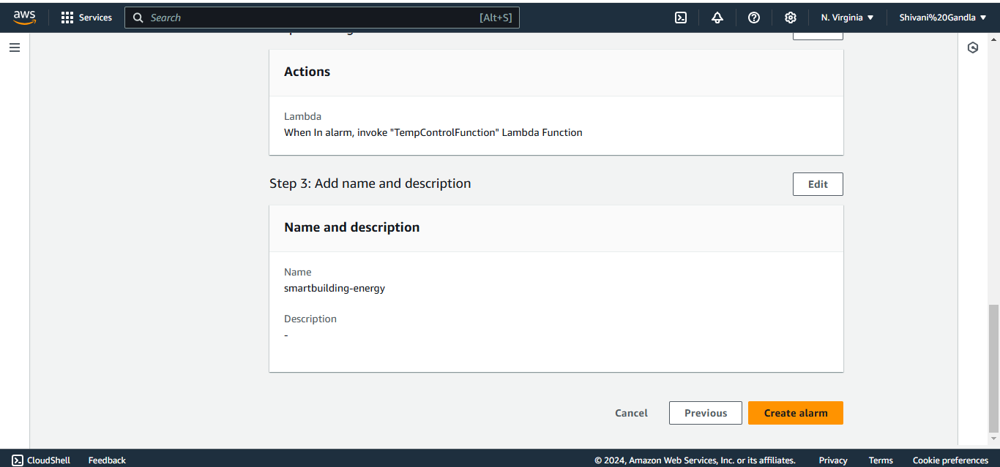 aws
Services
Search
[Alt+S]
N. Virginia
Shivani%20Gandla
Actions
Lambda
When In alarm, invoke "TempControlFunction" Lambda Function
Step 3: Add name and description
Edit
Name and description
Name
smartbuilding-energy
Description
-
Cancel
Previous
Create alarm
CloudShell
Feedback
© 2024, Amazon Web Services, Inc. or its affiliates.
Privacy
Terms
Cookie preferences